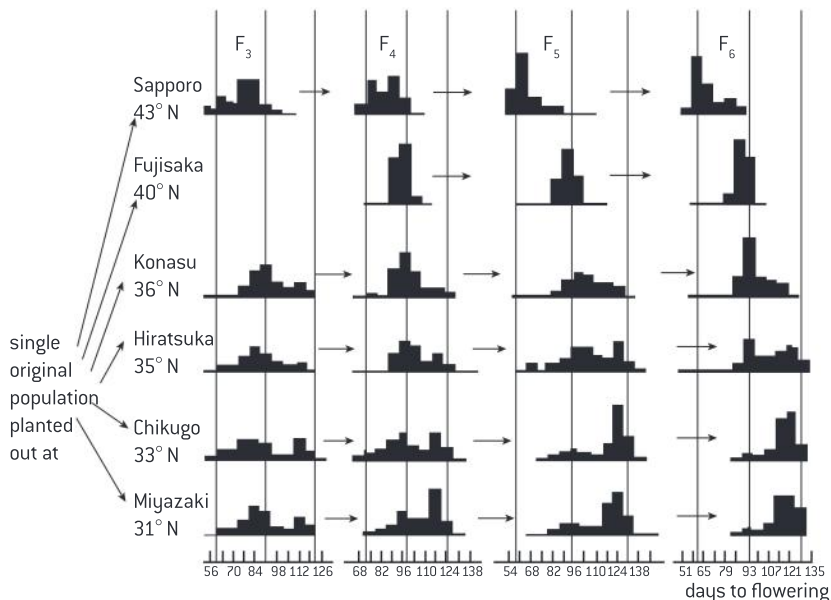 F3
F4
F5
F6
Sapporo
43° N
Fujisaka
40° N
Konasu
36° N
Hiratsuka
35° N
single
original
population
planted
out at
Chikugo
33° N
Miyazaki
31° N
56 70 84 98 112 126
68 82 96 110 124 138
54 68 82 96 110 124 138
51 65 79 93 107 121 135
days to flowering